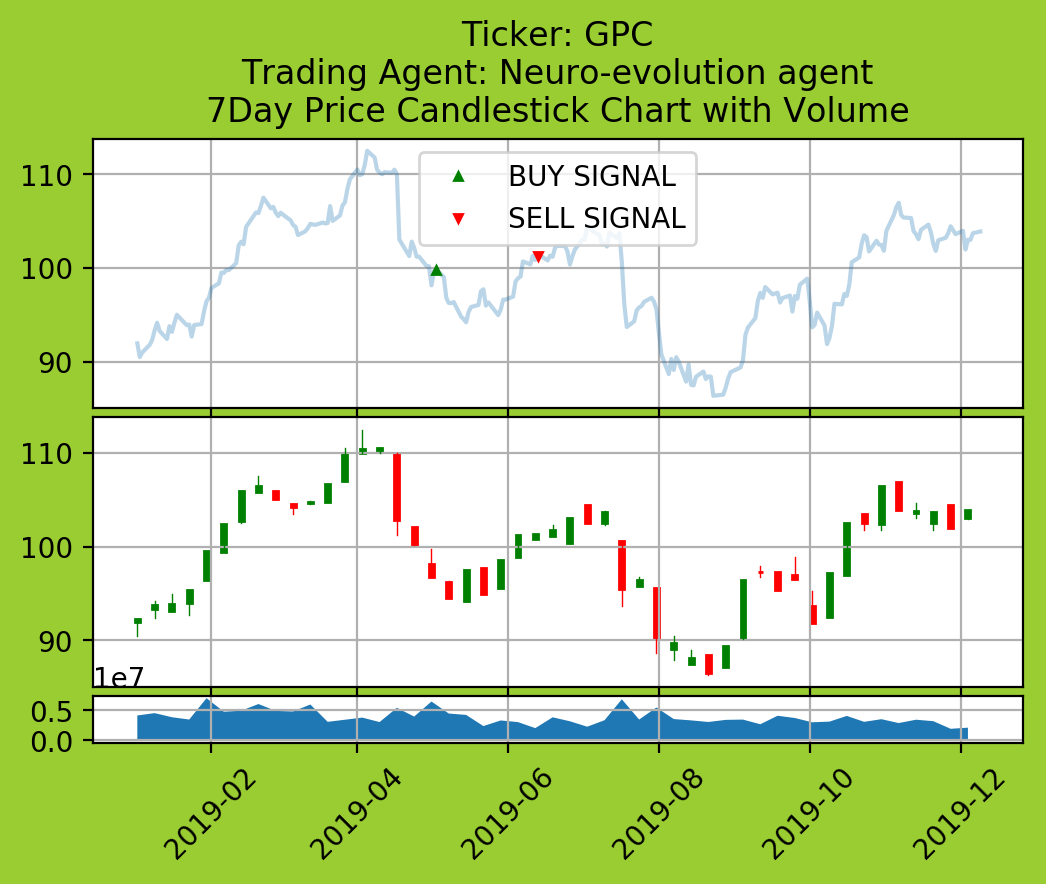 Ticker: GPC
Trading Agent: Neuro-evolution agent
7Day Price Candlestick Chart with Volume
110
100
90
BUY SIGNAL
SELL SIGNAL
110
100
90
1e7
0.5
0.0
2019-02
2019-04
2019-06
2019-08
2019-10
2019-12